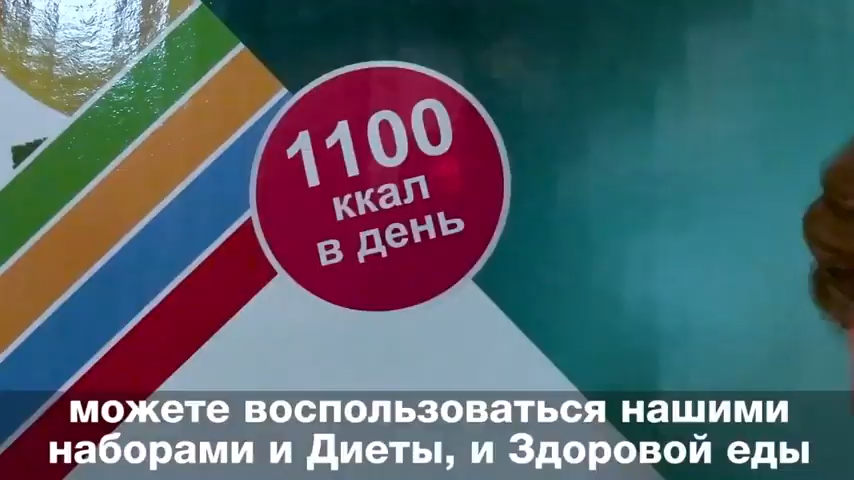 1100
ккал
в день
можете воспользоваться нашими
наборами и Диеты, и Здоровой еды